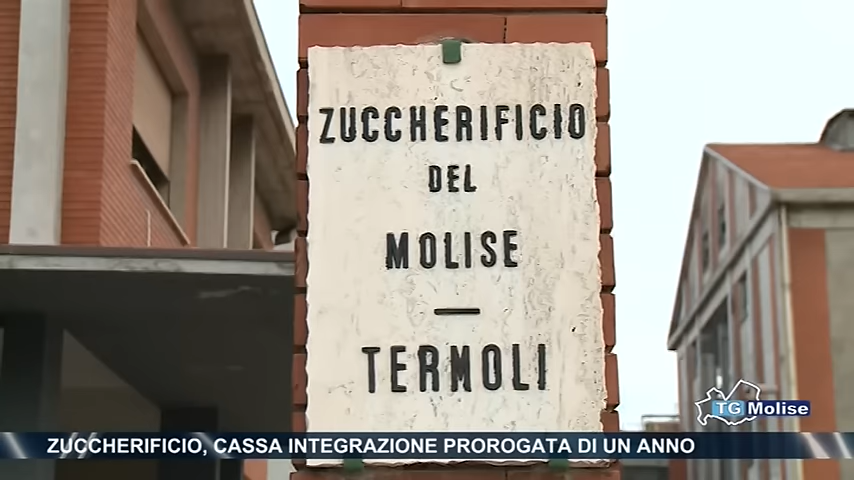 ZUCCHERIFICIO
DEL
MOLISE
—
TERMOLI
TG Molise
ZUCCHERIFICIO, CASSA INTEGRAZIONE PROROGATA DI UN ANNO